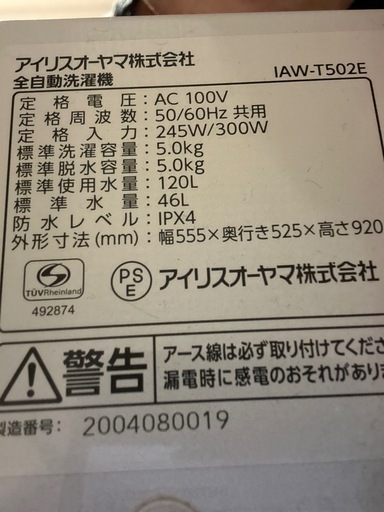 アイリスオーヤマ株式会社
全自動洗濯機 IAW-T502E
定格電圧:AC 100V
定格周波数:50/60Hz 共用
定格入力:245W/300W
標準洗濯容量:5.0kg
標準脱水容量:5.0kg
標準使用水量:120L
標準水量:46L
防水レベル:IPX4
外形寸法(mm):幅555×奥行き525×高さ920
TÜVRheinland
492874
PS
E
アイリスオーヤマ株式会社
警告
アース線は必ず取り付けてくださ
漏電時に感電のおそれがありま
製造番号: 2004080019